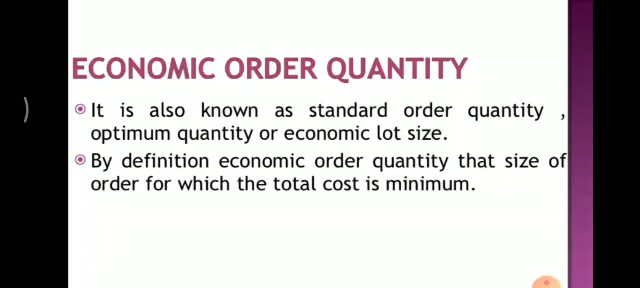 ECONOMIC ORDER QUANTITY
It is also known as standard order quantity ,
optimum quantity or economic lot size.
By definition economic order quantity that size of
order for which the total cost is minimum.